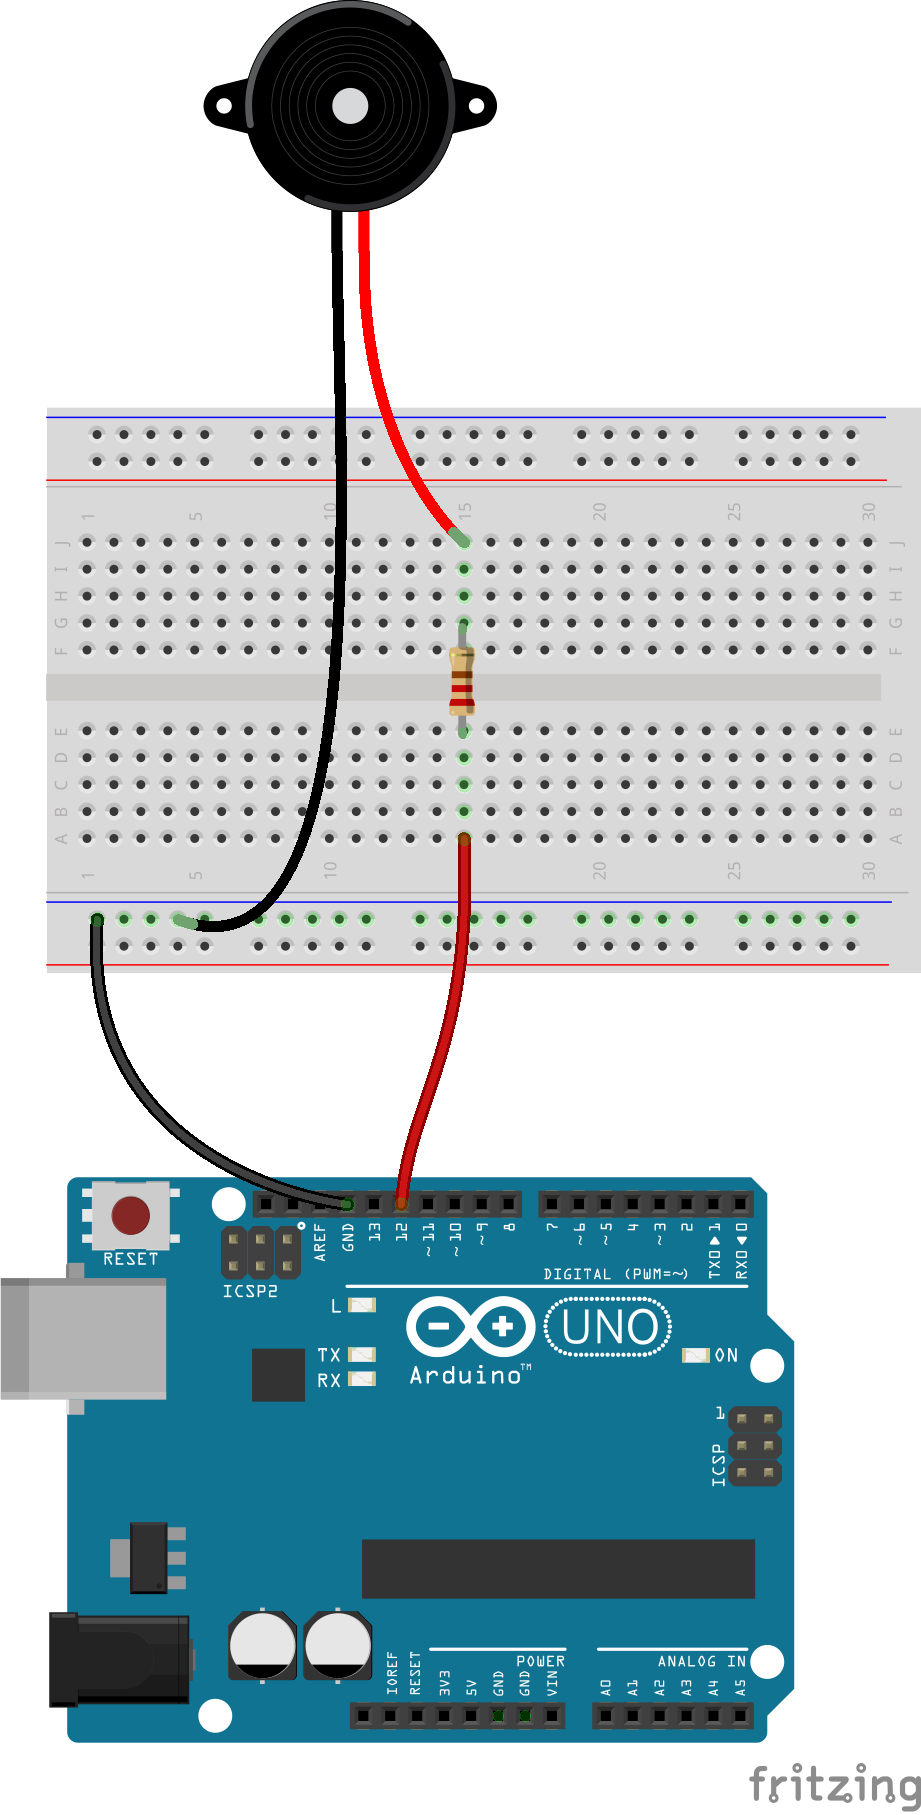 1 5 10 15 20 25 30
J J
I I
H H
G G
F F
E E
D D
C C
B B
A A
1 5 10 15 20 25 30
RESET
ICSP2
AREF
GND
13
12
~11
~10
~9
8
7
~6
~5
4
~3
2
TX0▶1
RX0◀0
DIGITAL (PWM=~)
L
TX
RX
UNO
Arduino™
ON
1
ICSP
IOREF
RESET
3V3
5V
GND
GND
VIN
POWER
ANALOG IN
A0
A1
A2
A3
A4
A5
fritzing